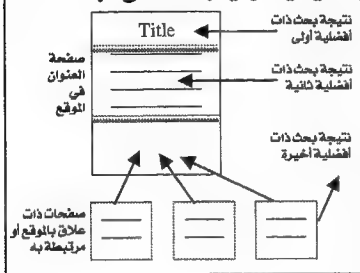 Title
نتيجة بحث ذات
أفضلية أولى
صفحة
العنوان
في
الموقع
نتيجة بحث ذات
أفضلية ثانية
نتيجة بحث ذات
أفضلية أخيرة
صفحات ذات
علاق بالموقع أو
مرتبطة به